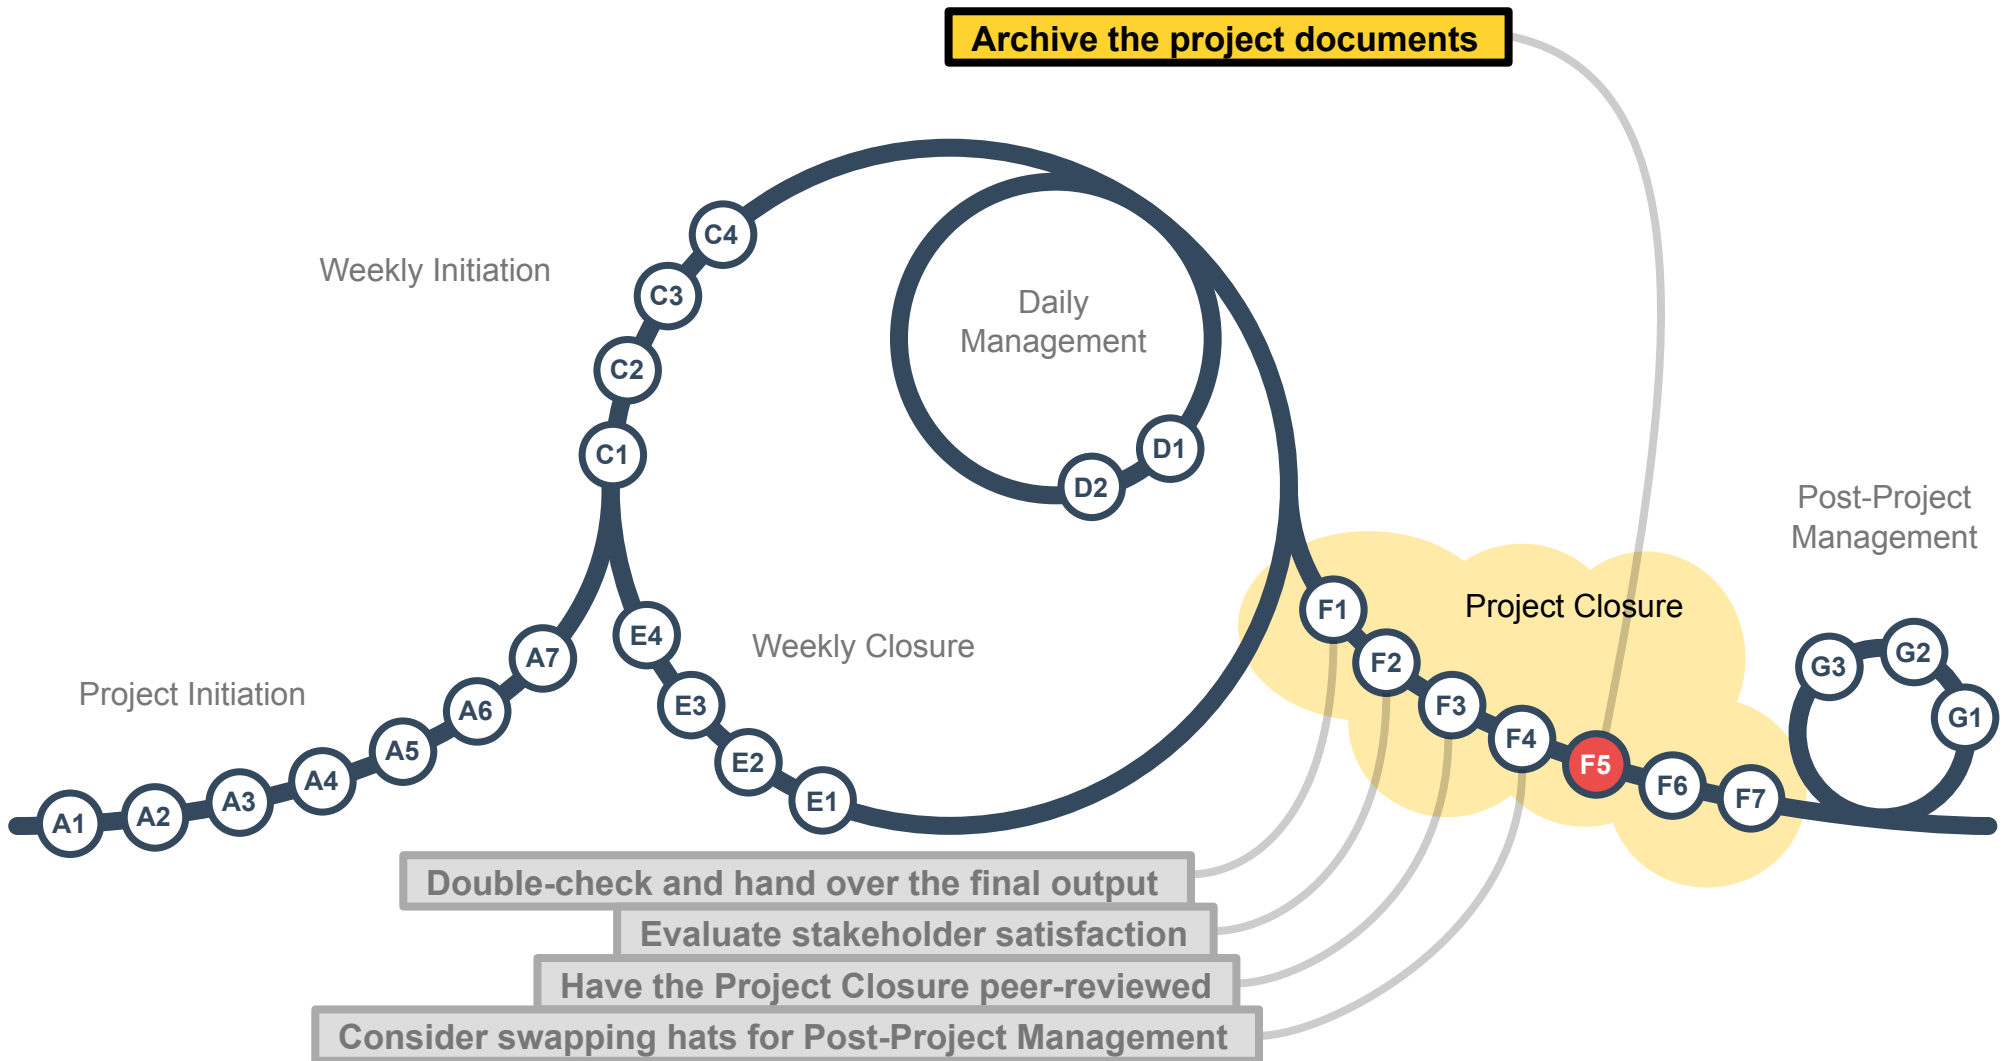 Archive the project documents
Weekly Initiation
C4
C3
C2
C1
Daily
Management
D1
D2
Post-Project
Management
Project Closure
F1
F2
F3
F4
F5
F6
F7
G3
G2
G1
Weekly Closure
E4
E3
E2
E1
Project Initiation
A7
A6
A5
A4
A3
A2
A1
Double-check and hand over the final output
Evaluate stakeholder satisfaction
Have the Project Closure peer-reviewed
Consider swapping hats for Post-Project Management